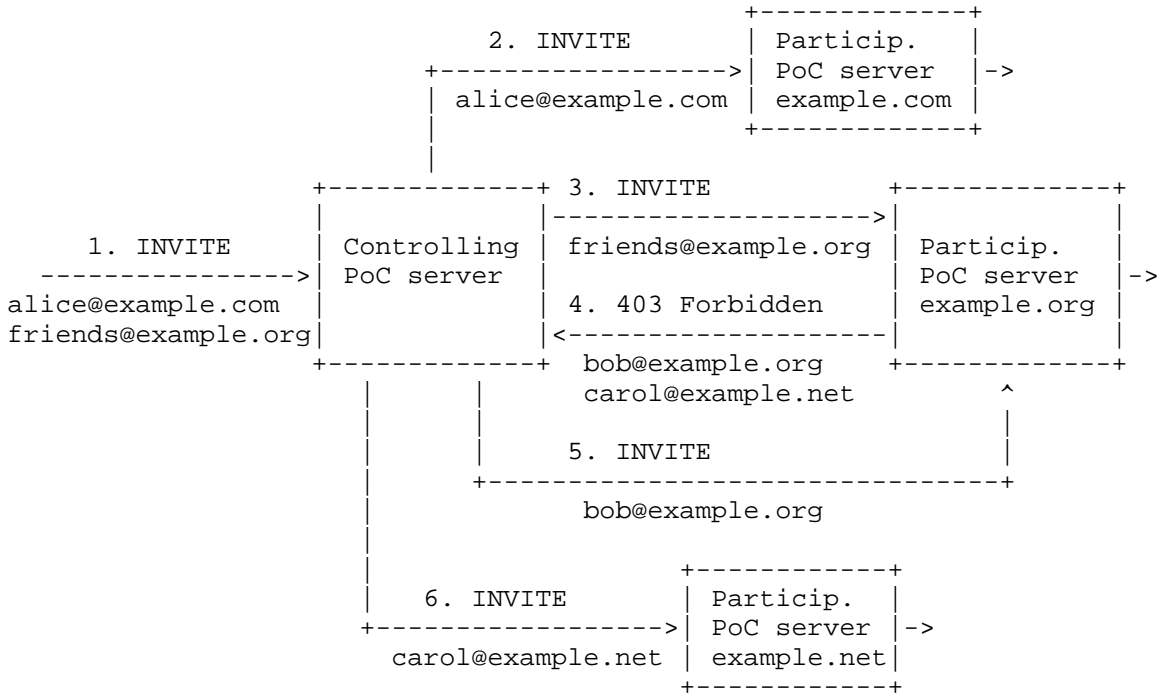 2. INVITE Particip.
PoC server
alice@example.com example.com
3. INVITE
1. INVITE Controlling friends@example.org Particip.
PoC server PoC server
alice@example.com 4. 403 Forbidden example.org
friends@example.org
bob@example.org
carol@example.net
5. INVITE
bob@example.org
6. INVITE Particip.
PoC server
carol@example.net example.net